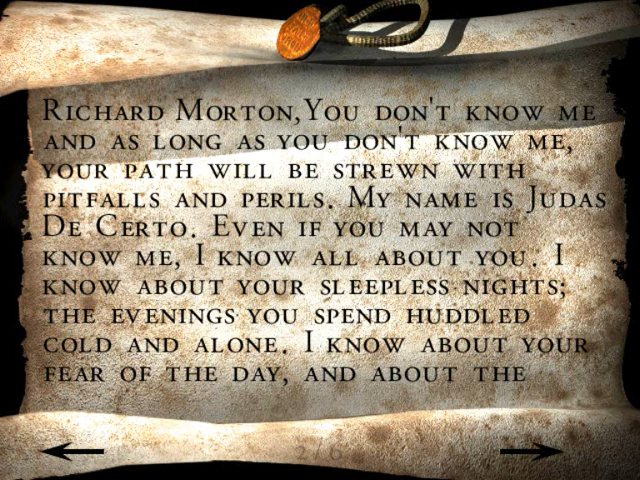 Richard Morton,You don't know me
and as long as you don't know me,
your path will be strewn with
pitfalls and perils. My name is Judas
De Certo. Even if you may not
know me, I know all about you. I
know about your sleepless nights;
the evenings you spend huddled
cold and alone. I know about your
fear of the day, and about the
2/6